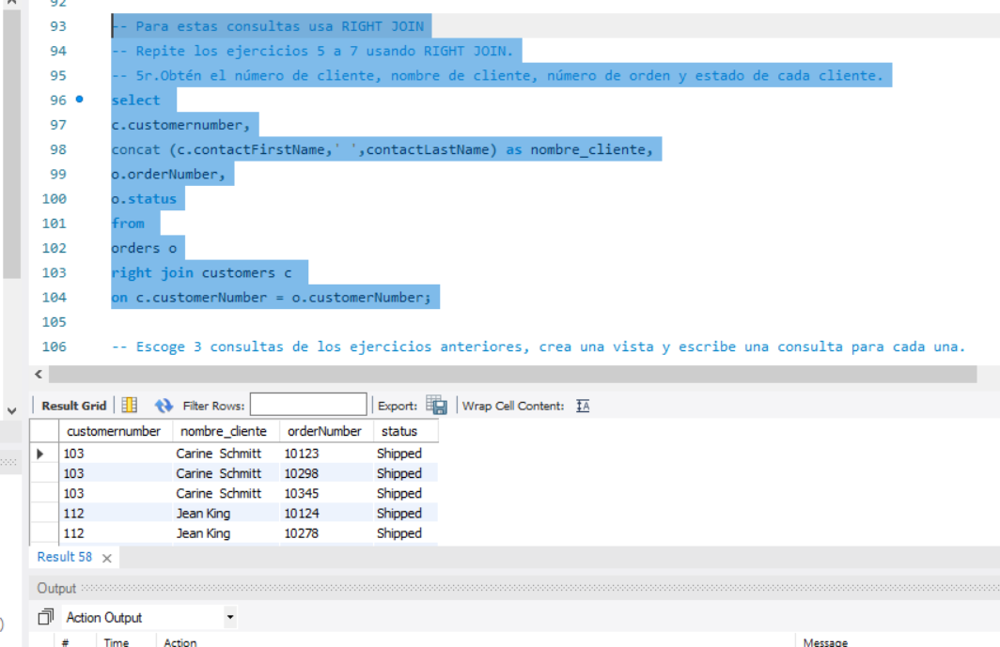 92
93 -- Para estas consultas usa RIGHT JOIN
94 -- Repite los ejercicios 5 a 7 usando RIGHT JOIN.
95 -- 5r.Obtén el número de cliente, nombre de cliente, número de orden y estado de cada cliente.
96 select
97 c.customernumber,
98 concat (c.contactFirstName,' ',contactLastName) as nombre_cliente,
99 o.orderNumber,
100 o.status
101 from
102 orders o
103 right join customers c
104 on c.customerNumber = o.customerNumber;
105
106 -- Escoge 3 consultas de los ejercicios anteriores, crea una vista y escribe una consulta para cada una.
Result Grid Filter Rows: Export: Wrap Cell Content: IA
customernumber nombre_cliente orderNumber status
103 Carine Schmitt 10123 Shipped
103 Carine Schmitt 10298 Shipped
103 Carine Schmitt 10345 Shipped
112 Jean King 10124 Shipped
112 Jean King 10278 Shipped
Result 58 ×
Output
) Action Output
# Time Action Message